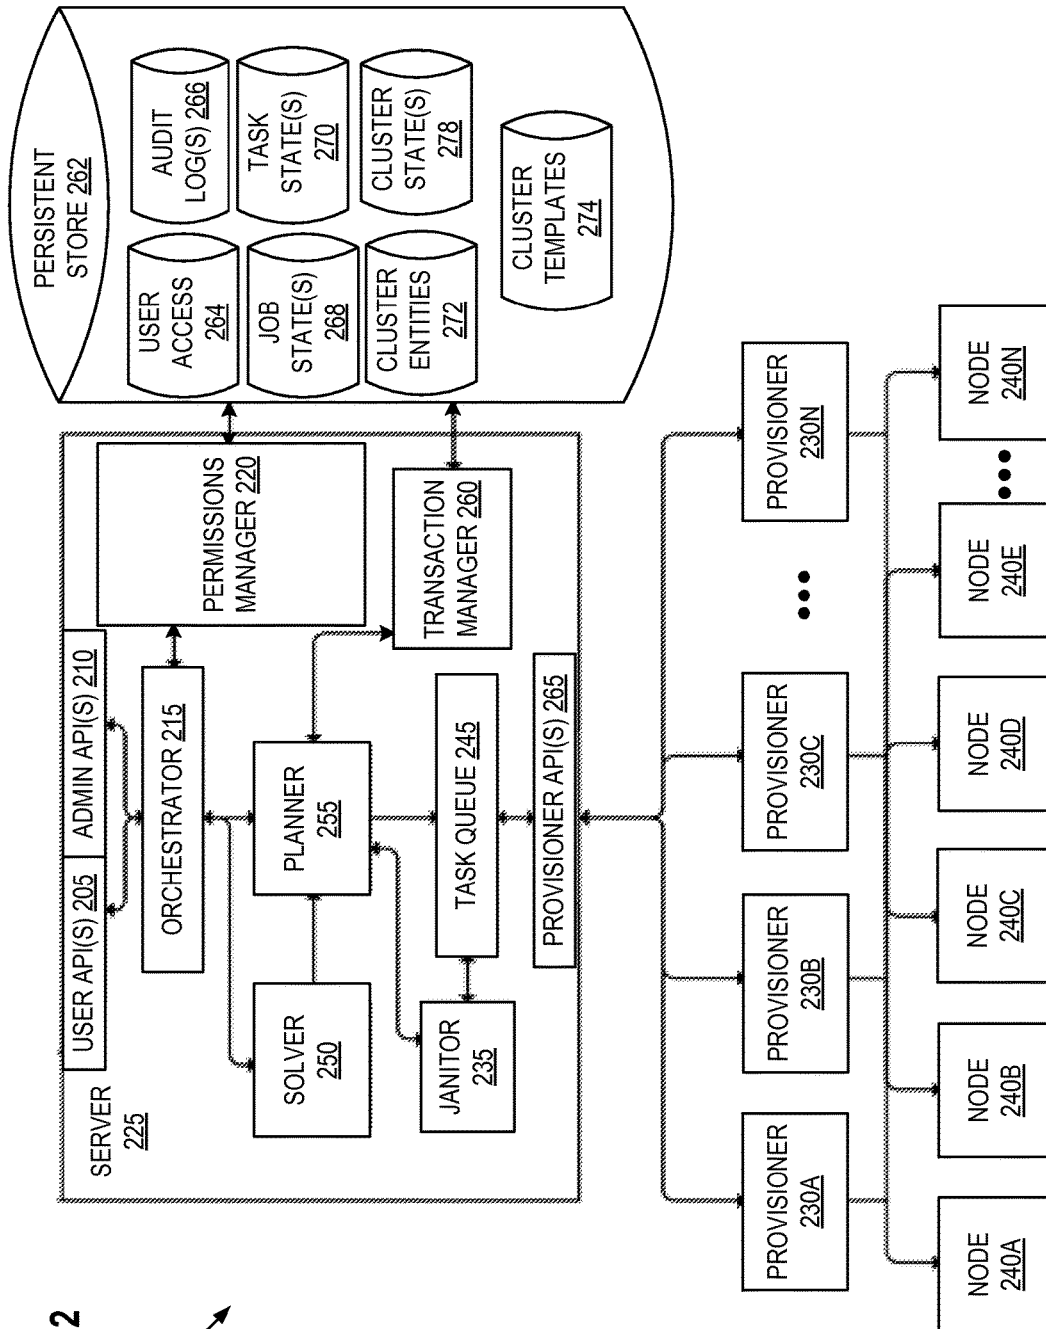 2
SERVER
225
USER API(S) 205
ADMIN API(S) 210
ORCHESTRATOR 215
PERMISSIONS
MANAGER 220
SOLVER
250
PLANNER
255
TRANSACTION
MANAGER 260
JANITOR
235
TASK QUEUE 245
PROVISIONER API(S) 265
PERSISTENT
STORE 262
USER
ACCESS
264
AUDIT
LOG(S) 266
JOB
STATE(S)
268
TASK
STATE(S)
270
CLUSTER
ENTITIES
272
CLUSTER
STATE(S)
278
CLUSTER
TEMPLATES
274
PROVISIONER
230A
PROVISIONER
230B
PROVISIONER
230C
PROVISIONER
230N
NODE
240A
NODE
240B
NODE
240C
NODE
240D
NODE
240E
NODE
240N